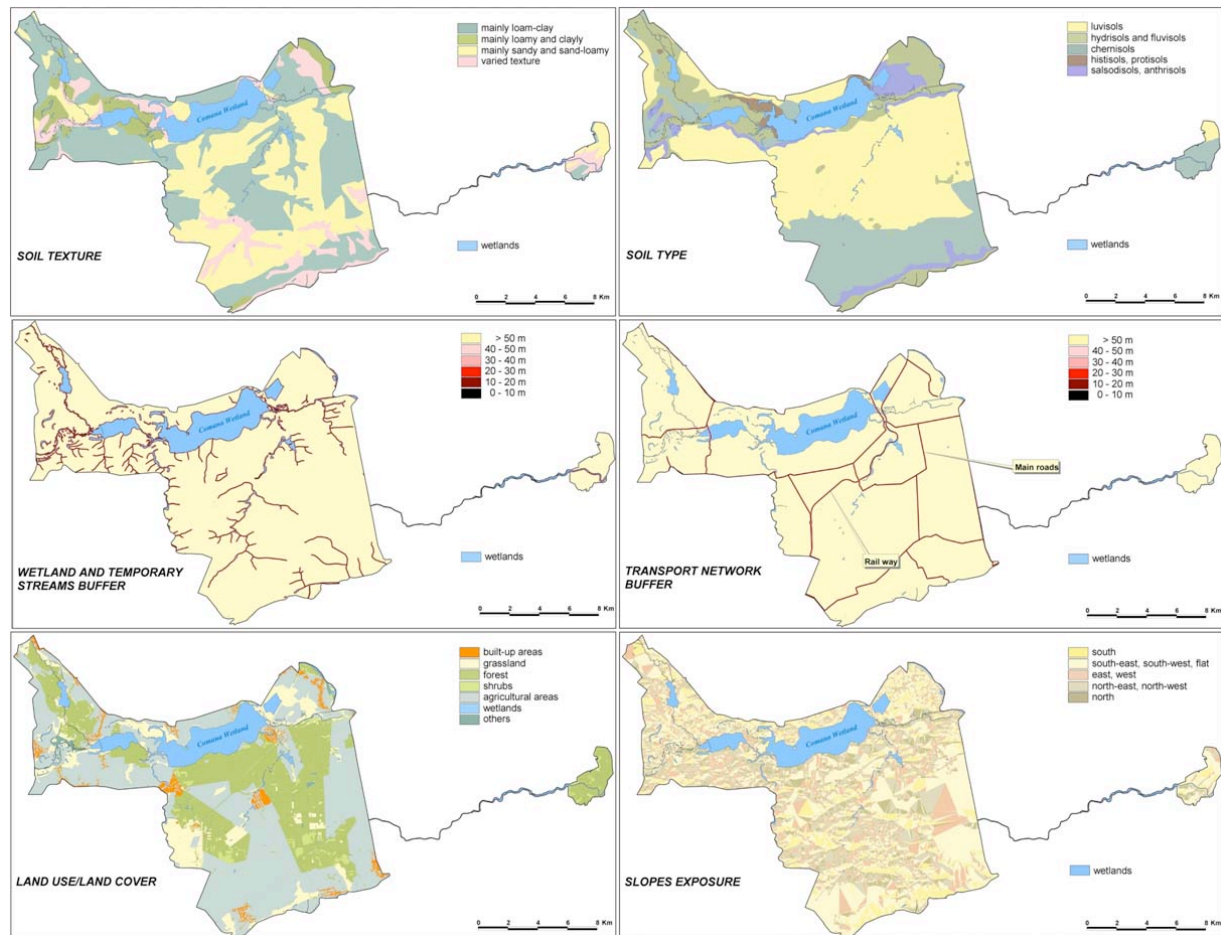 mainly loam-clay
mainly loamy and clayly
mainly sandy and sand-loamy
varied texture
Comana Wetland
wetlands
SOIL TEXTURE
0 2 4 6 8 Km
luvisols
hydrisols and fluvisols
chernisols
histisols, protisols
salsodisols, anthrisols
Comana Wetland
wetlands
SOIL TYPE
0 2 4 6 8 Km
> 50 m
40 - 50 m
30 - 40 m
20 - 30 m
10 - 20 m
0 - 10 m
Comana Wetland
wetlands
WETLAND AND TEMPORARY
STREAMS BUFFER
0 2 4 6 8 Km
> 50 m
40 - 50 m
30 - 40 m
20 - 30 m
10 - 20 m
0 - 10 m
Comana Wetland
Main roads
Rail way
wetlands
TRANSPORT NETWORK
BUFFER
0 2 4 6 8 Km
built-up areas
grassland
forest
shrubs
agricultural areas
wetlands
others
Comana Wetland
LAND USE/LAND COVER
0 2 4 6 8 Km
south
south-east, south-west, flat
east, west
north-east, north-west
north
Comana Wetland
wetlands
SLOPES EXPOSURE
0 2 4 6 8 Km